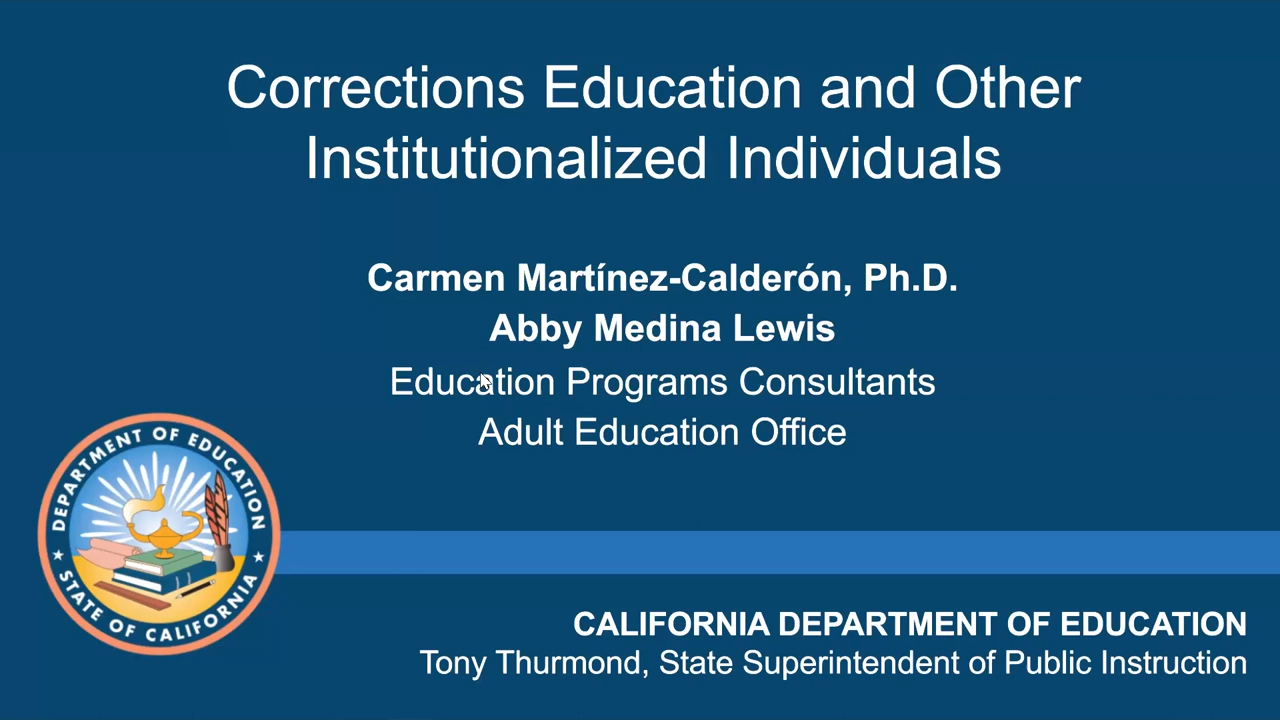 Corrections Education and Other
Institutionalized Individuals
Carmen Martínez-Calderón, Ph.D.
Abby Medina Lewis
Education Programs Consultants
Adult Education Office
DEPARTMENT OF EDUCATION
STATE OF CALIFORNIA
CALIFORNIA DEPARTMENT OF EDUCATION
Tony Thurmond, State Superintendent of Public Instruction